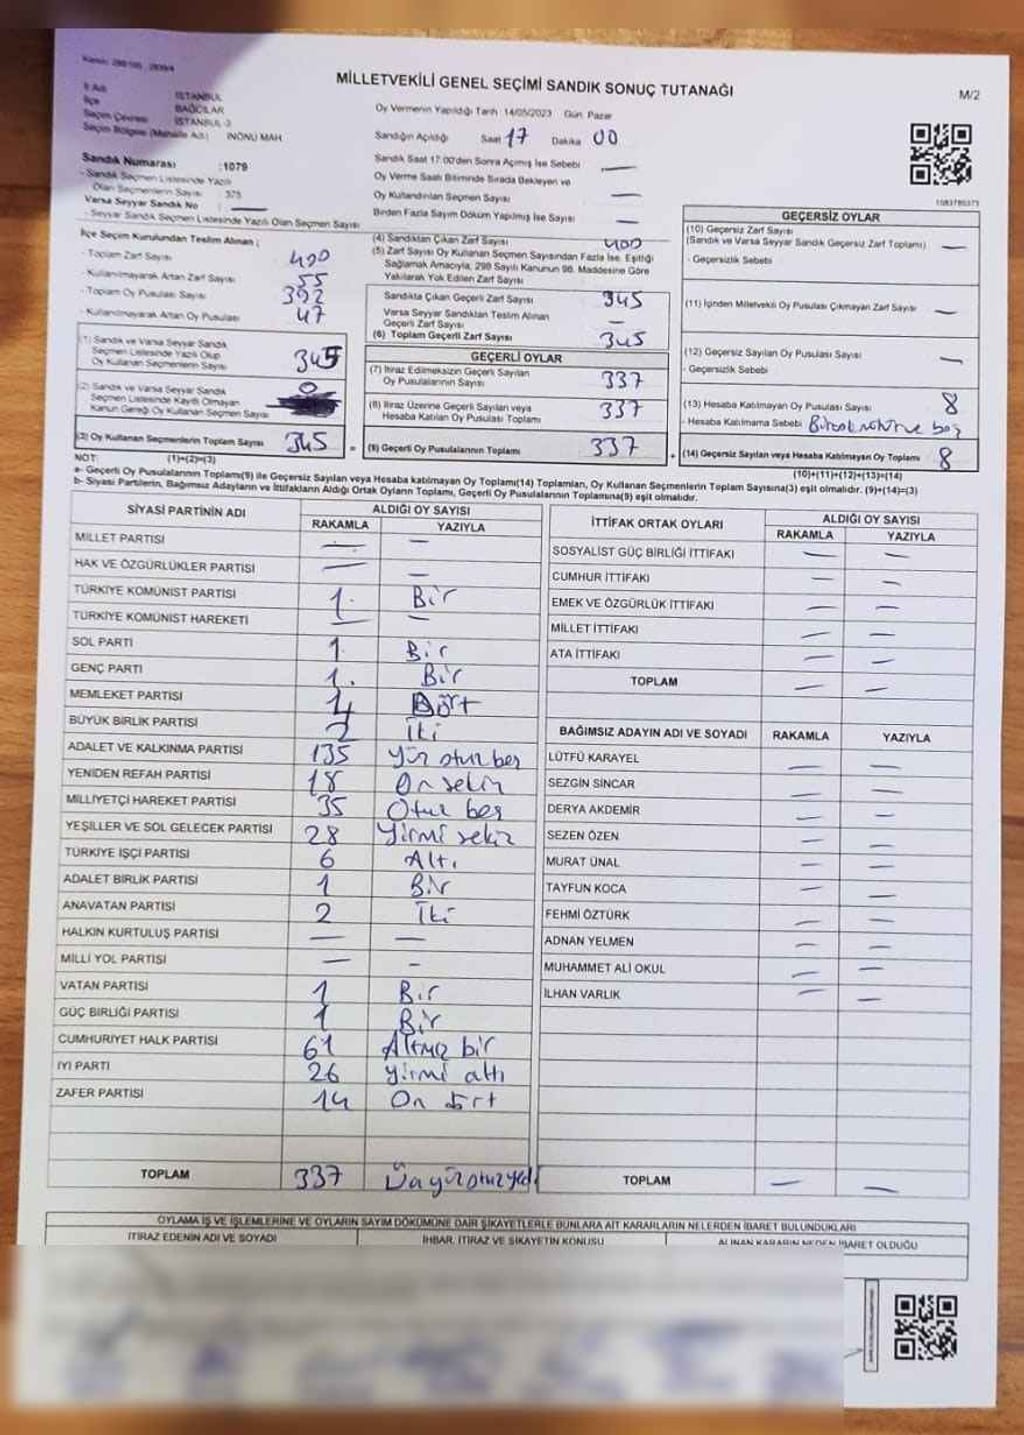 MİLLETVEKİLİ GENEL SEÇİMİ SANDIK SONUÇ TUTANAĞI
M/2
İl Adı İSTANBUL
İlçe BAĞCILAR
Seçim Çevresi İSTANBUL-3
Seçim Bölgesi (Mahalle Adı) İNÖNÜ MAH
Sandık Numarası :1079
- Sandık Seçmen Listesinde Yazılı
Olan Seçmenlerin Sayısı : 375
Varsa Seyyar Sandık No : —
- Seyyar Sandık Seçmen Listesinde Yazılı Olan Seçmen Sayısı
Oy Vermenin Yapıldığı Tarih :14/05/2023 Gün: Pazar
Sandığın Açıldığı Saat 17 Dakika 00
Sandık Saat 17:00'den Sonra Açılmış İse Sebebi —
Oy Verme Saati Bitiminde Sırada Bekleyen ve
Oy Kullandırılan Seçmen Sayısı —
Birden Fazla Sayım Döküm Yapılmış İse Sayısı —
İlçe Seçim Kurulundan Teslim Alınan ;
- Toplam Zarf Sayısı 400
- Kullanılmayarak Artan Zarf Sayısı 55
- Toplam Oy Pusulası Sayısı 392
- Kullanılmayarak Artan Oy Pusulası 47
(1) Sandık ve Varsa Seyyar Sandık
Seçmen Listesinde Yazılı Olup
Oy Kullanan Seçmenlerin Sayısı 345
(2) Sandık ve Varsa Seyyar Sandık
Seçmen Listesinde Kayıtlı Olmayan
Kanun Gereği Oy Kullanan Seçmen Sayısı 0
(3) Oy Kullanan Seçmenlerin Toplam Sayısı 345
(4) Sandıktan Çıkan Zarf Sayısı 400
(5) Zarf Sayısı Oy Kullanan Seçmen Sayısından Fazla İse, Eşitliği
Sağlamak Amacıyla, 298 Sayılı Kanunun 98. Maddesine Göre
Yakılarak Yok Edilen Zarf Sayısı
Sandıkta Çıkan Geçerli Zarf Sayısı 345
Varsa Seyyar Sandıktan Teslim Alınan
Geçerli Zarf Sayısı —
(6) Toplam Geçerli Zarf Sayısı 345
GEÇERLİ OYLAR
(7) İtiraz Edilmeksizin Geçerli Sayılan
Oy Pusulalarının Sayısı 337
(8) İtiraz Üzerine Geçerli Sayılan veya
Hesaba Katılan Oy Pusulası Toplamı 337
= (9) Geçerli Oy Pusulalarının Toplamı 337
GEÇERSİZ OYLAR
(10) Geçersiz Zarf Sayısı
(Sandık ve Varsa Seyyar Sandık Geçersiz Zarf Toplamı) —
- Geçersizlik Sebebi
(11) İçinden Milletvekili Oy Pusulası Çıkmayan Zarf Sayısı —
(12) Geçersiz Sayılan Oy Pusulası Sayısı —
- Geçersizlik Sebebi
(13) Hesaba Katılmayan Oy Pusulası Sayısı 8
- Hesaba Katılmama Sebebi
+ (14) Geçersiz Sayılan veya Hesaba Katılmayan Oy Toplamı 8
NOT: (1)+(2)=(3) (10)+(11)+(12)+(13)=(14)
a- Geçerli Oy Pusulalarının Toplamı(9) ile Geçersiz Sayılan veya Hesaba katılmayan Oy Toplamı(14) Toplamları, Oy Kullanan Seçmenlerin Toplam Sayısına(3) eşit olmalıdır. (9)+(14)=(3)
b- Siyasi Partilerin, Bağımsız Adayların ve İttifakların Aldığı Ortak Oyların Toplamı, Geçerli Oy Pusulalarının Toplamına(9) eşit olmalıdır.
SİYASİ PARTİNİN ADI ALDIĞI OY SAYISI
RAKAMLA YAZIYLA
MİLLET PARTİSİ — —
HAK VE ÖZGÜRLÜKLER PARTİSİ — —
TÜRKİYE KOMÜNİST PARTİSİ 1. Bir
TÜRKİYE KOMÜNİST HAREKETİ — —
SOL PARTİ 1. Bir
GENÇ PARTİ 1. Bir
MEMLEKET PARTİSİ 4 Dört
BÜYÜK BİRLİK PARTİSİ 2 İki
ADALET VE KALKINMA PARTİSİ 135 Yüz otuz beş
YENİDEN REFAH PARTİSİ 18 On sekiz
MİLLİYETÇİ HAREKET PARTİSİ 35 Otuz beş
YEŞİLLER VE SOL GELECEK PARTİSİ 28 Yirmi sekiz
TÜRKİYE İŞÇİ PARTİSİ 6 Altı
ADALET BİRLİK PARTİSİ 1 Bir
ANAVATAN PARTİSİ 2 İki
HALKIN KURTULUŞ PARTİSİ — —
MİLLİ YOL PARTİSİ — —
VATAN PARTİSİ 1 Bir
GÜÇ BİRLİĞİ PARTİSİ 1 Bir
CUMHURİYET HALK PARTİSİ 61 Altmış bir
İYİ PARTİ 26 Yirmi altı
ZAFER PARTİSİ 14 On dört
TOPLAM 337 Üçyüzotuzyedi
İTTİFAK ORTAK OYLARI ALDIĞI OY SAYISI
RAKAMLA YAZIYLA
SOSYALİST GÜÇ BİRLİĞİ İTTİFAKI — —
CUMHUR İTTİFAKI — —
EMEK VE ÖZGÜRLÜK İTTİFAKI — —
MİLLET İTTİFAKI — —
ATA İTTİFAKI — —
TOPLAM — —
BAĞIMSIZ ADAYIN ADI VE SOYADI RAKAMLA YAZIYLA
LÜTFÜ KARAYEL — —
SEZGİN SİNCAR — —
DERYA AKDEMİR — —
SEZEN ÖZEN — —
MURAT ÜNAL — —
TAYFUN KOCA — —
FEHMİ ÖZTÜRK — —
ADNAN YELMEN — —
MUHAMMET ALİ OKUL — —
İLHAN VARLIK — —
TOPLAM — —
OYLAMA İŞ VE İŞLEMLERİNE VE OYLARIN SAYIM DÖKÜMÜNE DAİR ŞİKAYETLERLE BUNLARA AİT KARARLARIN NELERDEN İBARET BULUNDUKLARI
İTİRAZ EDENİN ADI VE SOYADI İHBAR, İTİRAZ VE ŞİKAYETİN KONUSU ALINAN KARARIN NEDEN İBARET OLDUĞU